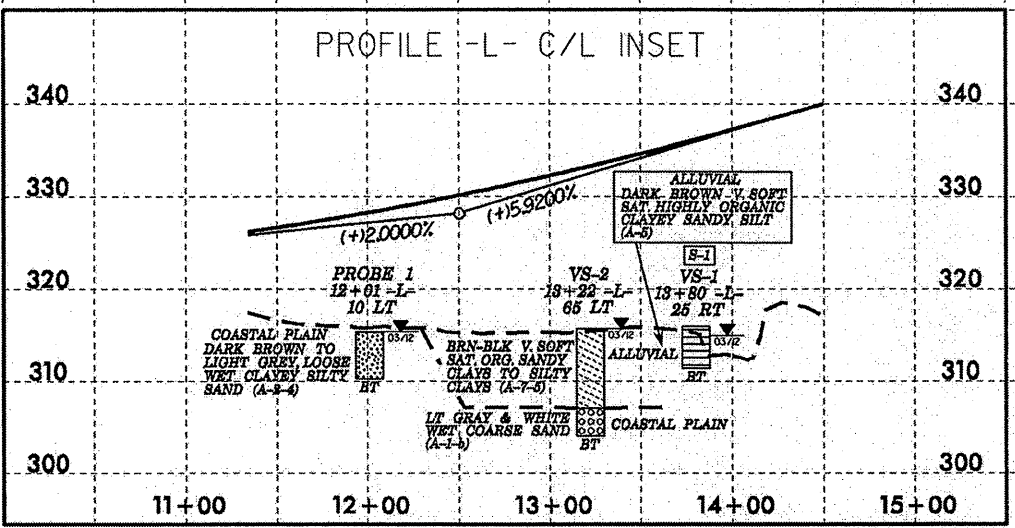 PROFILE -L- C/L INSET
340 340
330 330
(+)2.0000%
(+)5.9200%
ALLUVIAL
DARK BROWN V. SOFT
SAT. HIGHLY ORGANIC
CLAYEY SANDY SILT
(A-5)
S-1
320 320
PROBE 1
12+01 -L-
10 LT
VS-2
13+22 -L-
65 LT
VS-1
13+80 -L-
25 RT
03/12
03/12
03/12
COASTAL PLAIN
DARK BROWN TO
LIGHT GREY, LOOSE
WET CLAYEY SILTY
SAND (A-2-4)
BT
BRN-BLK V. SOFT
SAT. ORG. SANDY
CLAYS TO SILTY
CLAYS (A-7-5)
ALLUVIAL
BT
310 310
LT GRAY & WHITE
WET COARSE SAND
(A-1-b)
BT
COASTAL PLAIN
300 300
11+00 12+00 13+00 14+00 15+00